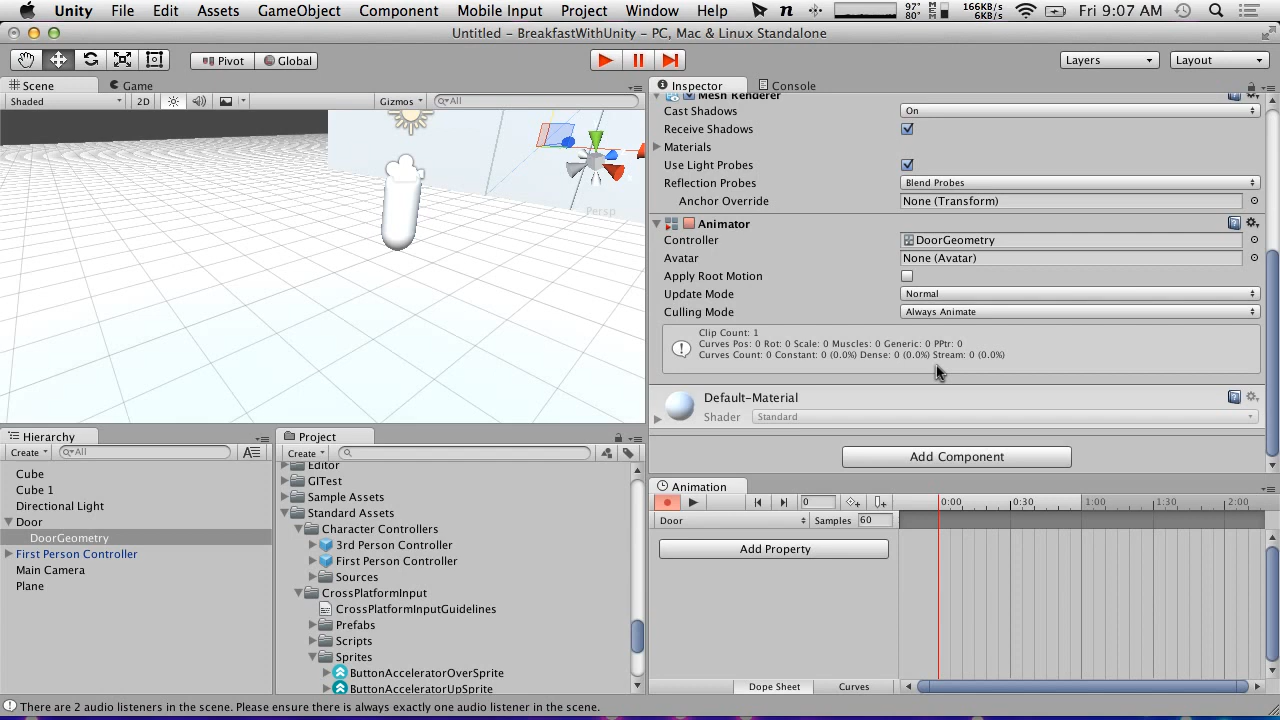 Unity File Edit Assets GameObject Component Mobile Input Project Window Help 97° 80° 166KB/s 6KB/s Fri 9:07 AM
Untitled - BreakfastWithUnity - PC, Mac & Linux Standalone
Pivot Global Layers Layout
Scene Game
Shaded 2D Gizmos All
Persp
Inspector Console
Mesh Renderer
Cast Shadows On
Receive Shadows
Materials
Use Light Probes
Reflection Probes Blend Probes
Anchor Override None (Transform)
Animator
Controller DoorGeometry
Avatar None (Avatar)
Apply Root Motion
Update Mode Normal
Culling Mode Always Animate
Clip Count: 1
Curves Pos: 0 Rot: 0 Scale: 0 Muscles: 0 Generic: 0 PPtr: 0
Curves Count: 0 Constant: 0 (0.0%) Dense: 0 (0.0%) Stream: 0 (0.0%)
Default-Material
Shader Standard
Add Component
Hierarchy
Create All
Cube
Cube 1
Directional Light
Door
DoorGeometry
First Person Controller
Main Camera
Plane
Project
Create
Editor
GITest
Sample Assets
Standard Assets
Character Controllers
3rd Person Controller
First Person Controller
Sources
CrossPlatformInput
CrossPlatformInputGuidelines
Prefabs
Scripts
Sprites
ButtonAcceleratorOverSprite
ButtonAcceleratorUpSprite
Animation
0 0:00 0:30 1:00 1:30 2:00
Door Samples 60
Add Property
Dope Sheet Curves
There are 2 audio listeners in the scene. Please ensure there is always exactly one audio listener in the scene.